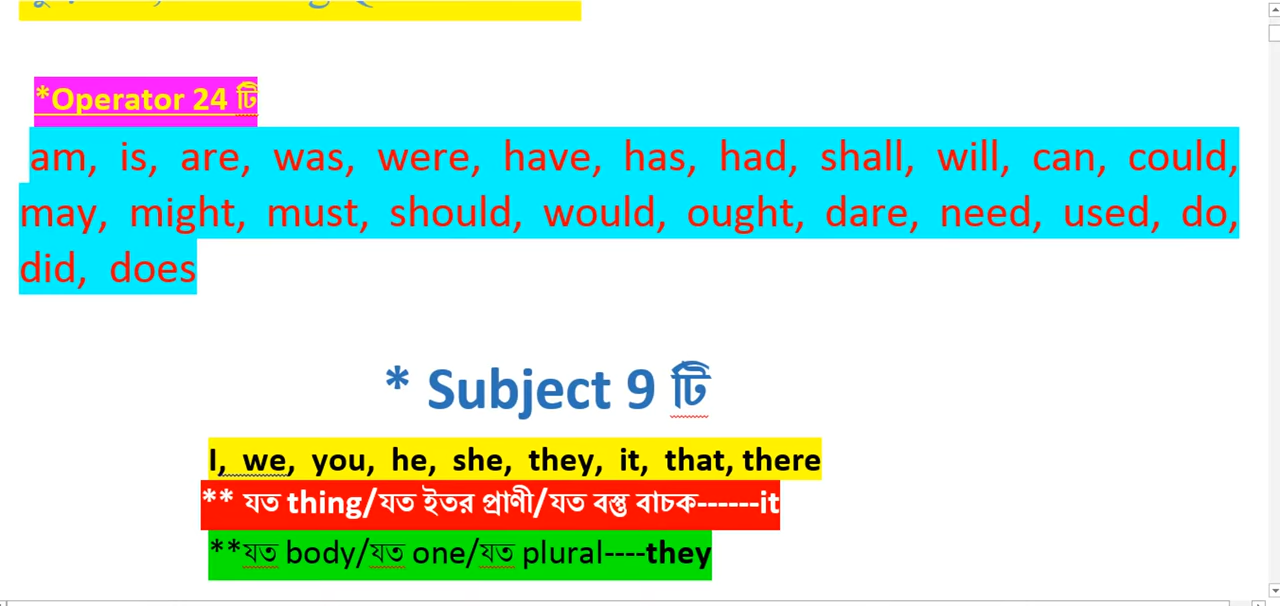 *Operator 24 টি
am, is, are, was, were, have, has, had, shall, will, can, could,
may, might, must, should, would, ought, dare, need, used, do,
did, does
* Subject 9 টি
I, we, you, he, she, they, it, that, there
** যত thing/যত ইতর প্রাণী/যত বস্তু বাচক------it
**যত body/যত one/যত plural----they